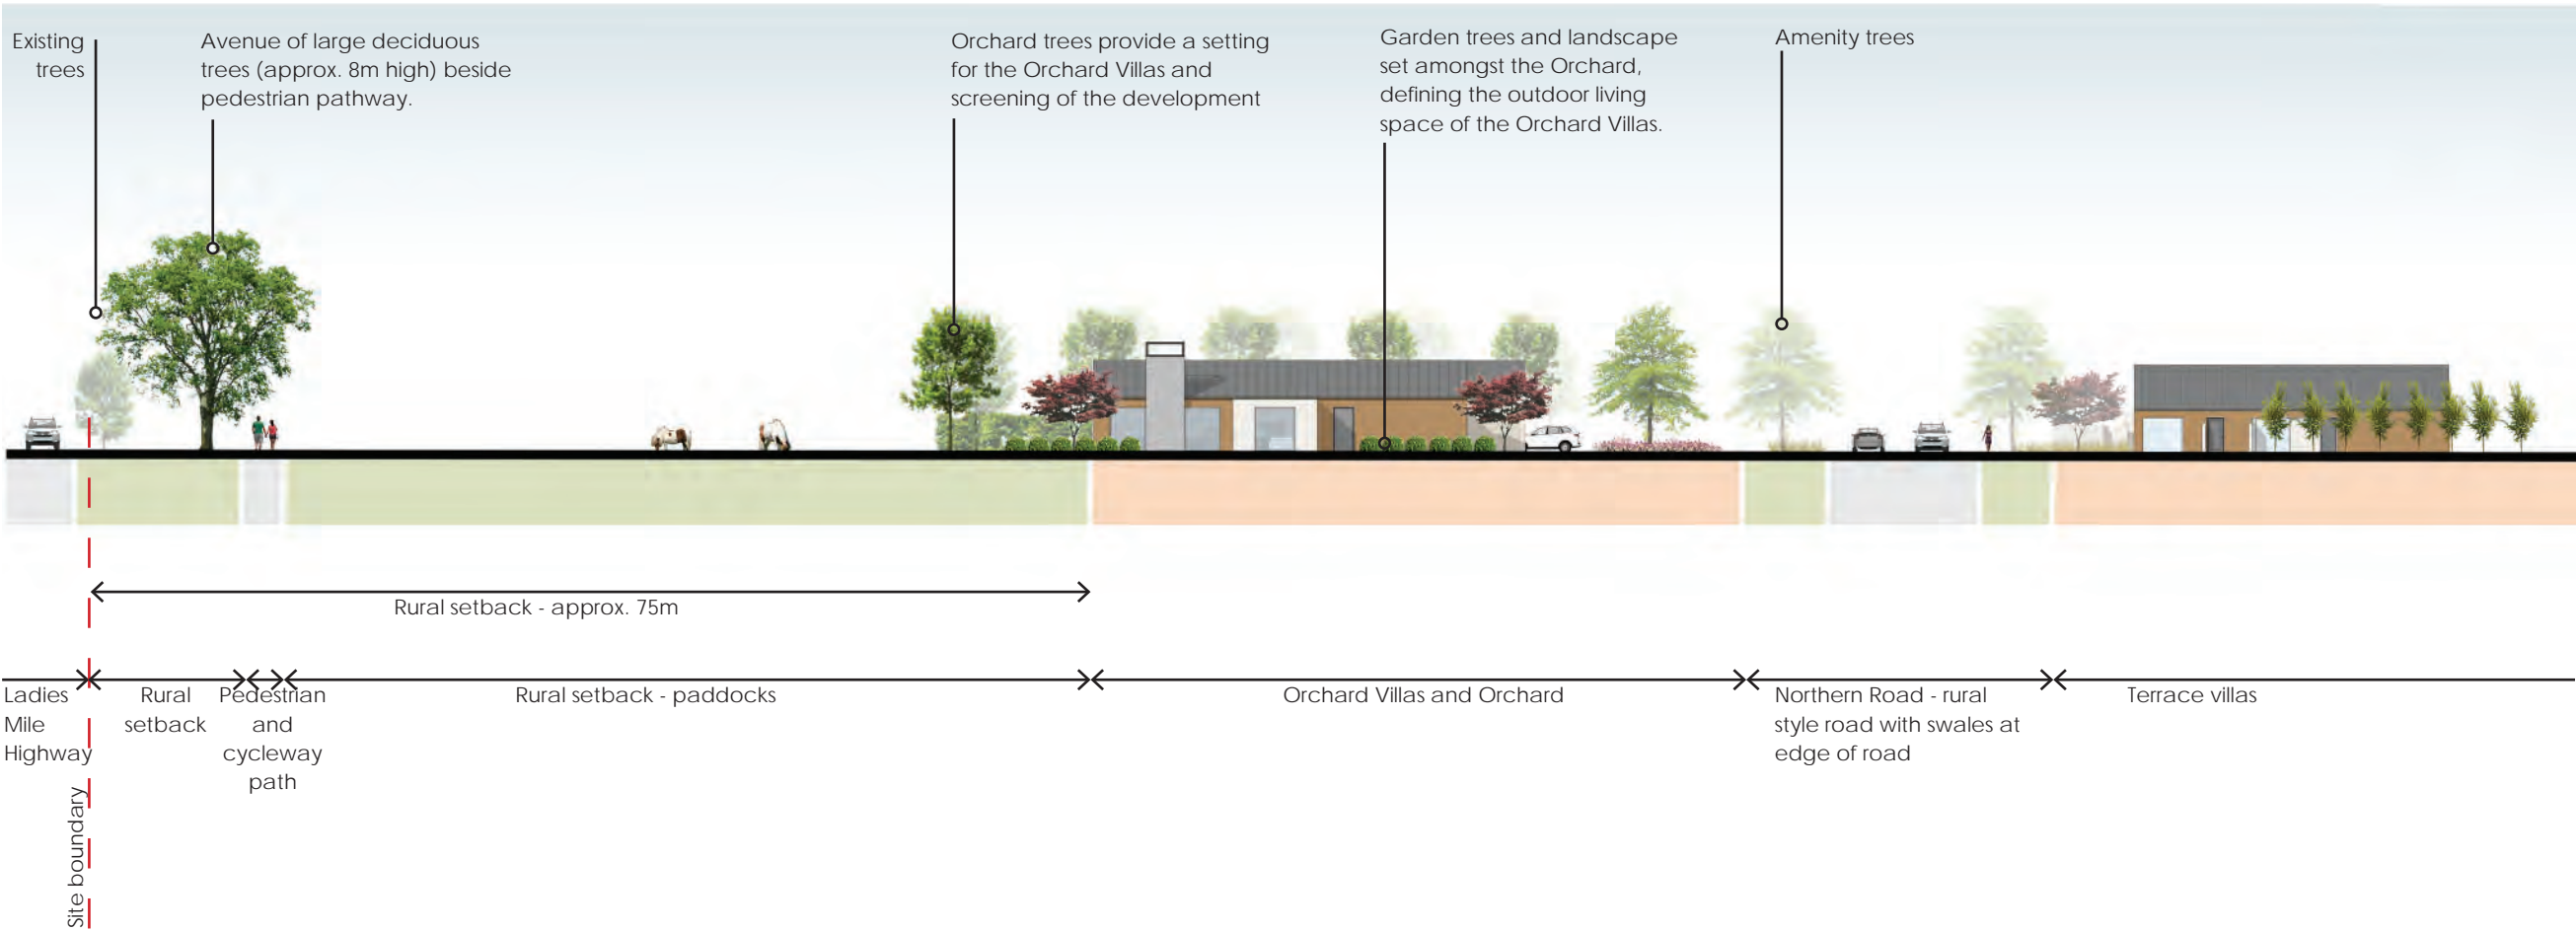 Existing
trees
Avenue of large deciduous
trees (approx. 8m high) beside
pedestrian pathway.
Orchard trees provide a setting
for the Orchard Villas and
screening of the development
Garden trees and landscape
set amongst the Orchard,
defining the outdoor living
space of the Orchard Villas.
Amenity trees
Rural setback - approx. 75m
Ladies
Mile
Highway
Rural
setback
Pedestrian
and
cycleway
path
Rural setback - paddocks
Orchard Villas and Orchard
Northern Road - rural
style road with swales at
edge of road
Terrace villas
Site boundary